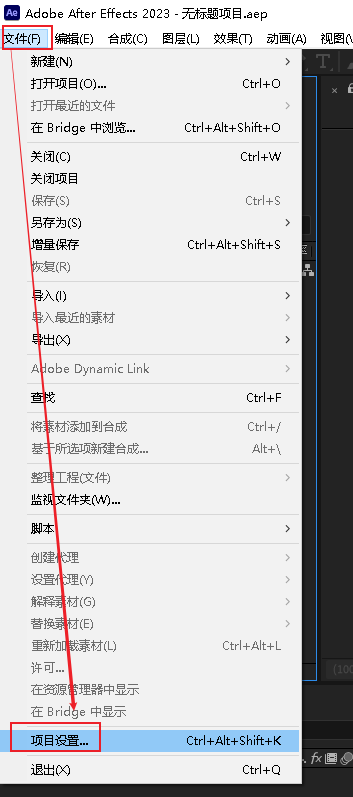 Ae Adobe After Effects 2023 - 无标题项目.aep
文件(F) 编辑(E) 合成(C) 图层(L) 效果(T) 动画(A) 视图(V
新建(N)
打开项目(O)... Ctrl+O
打开最近的文件
在 Bridge 中浏览... Ctrl+Alt+Shift+O
关闭(C) Ctrl+W
关闭项目
保存(S) Ctrl+S
另存为(S)
增量保存 Ctrl+Alt+Shift+S
恢复(R)
导入(I)
导入最近的素材
导出(X)
Adobe Dynamic Link
查找 Ctrl+F
将素材添加到合成 Ctrl+/
基于所选项新建合成... Alt+\
整理工程(文件)
监视文件夹(W)...
脚本
创建代理
设置代理(Y)
解释素材(G)
替换素材(E)
重新加载素材(L) Ctrl+Alt+L
许可...
在资源管理器中显示
在 Bridge 中显示
项目设置... Ctrl+Alt+Shift+K
退出(X) Ctrl+Q